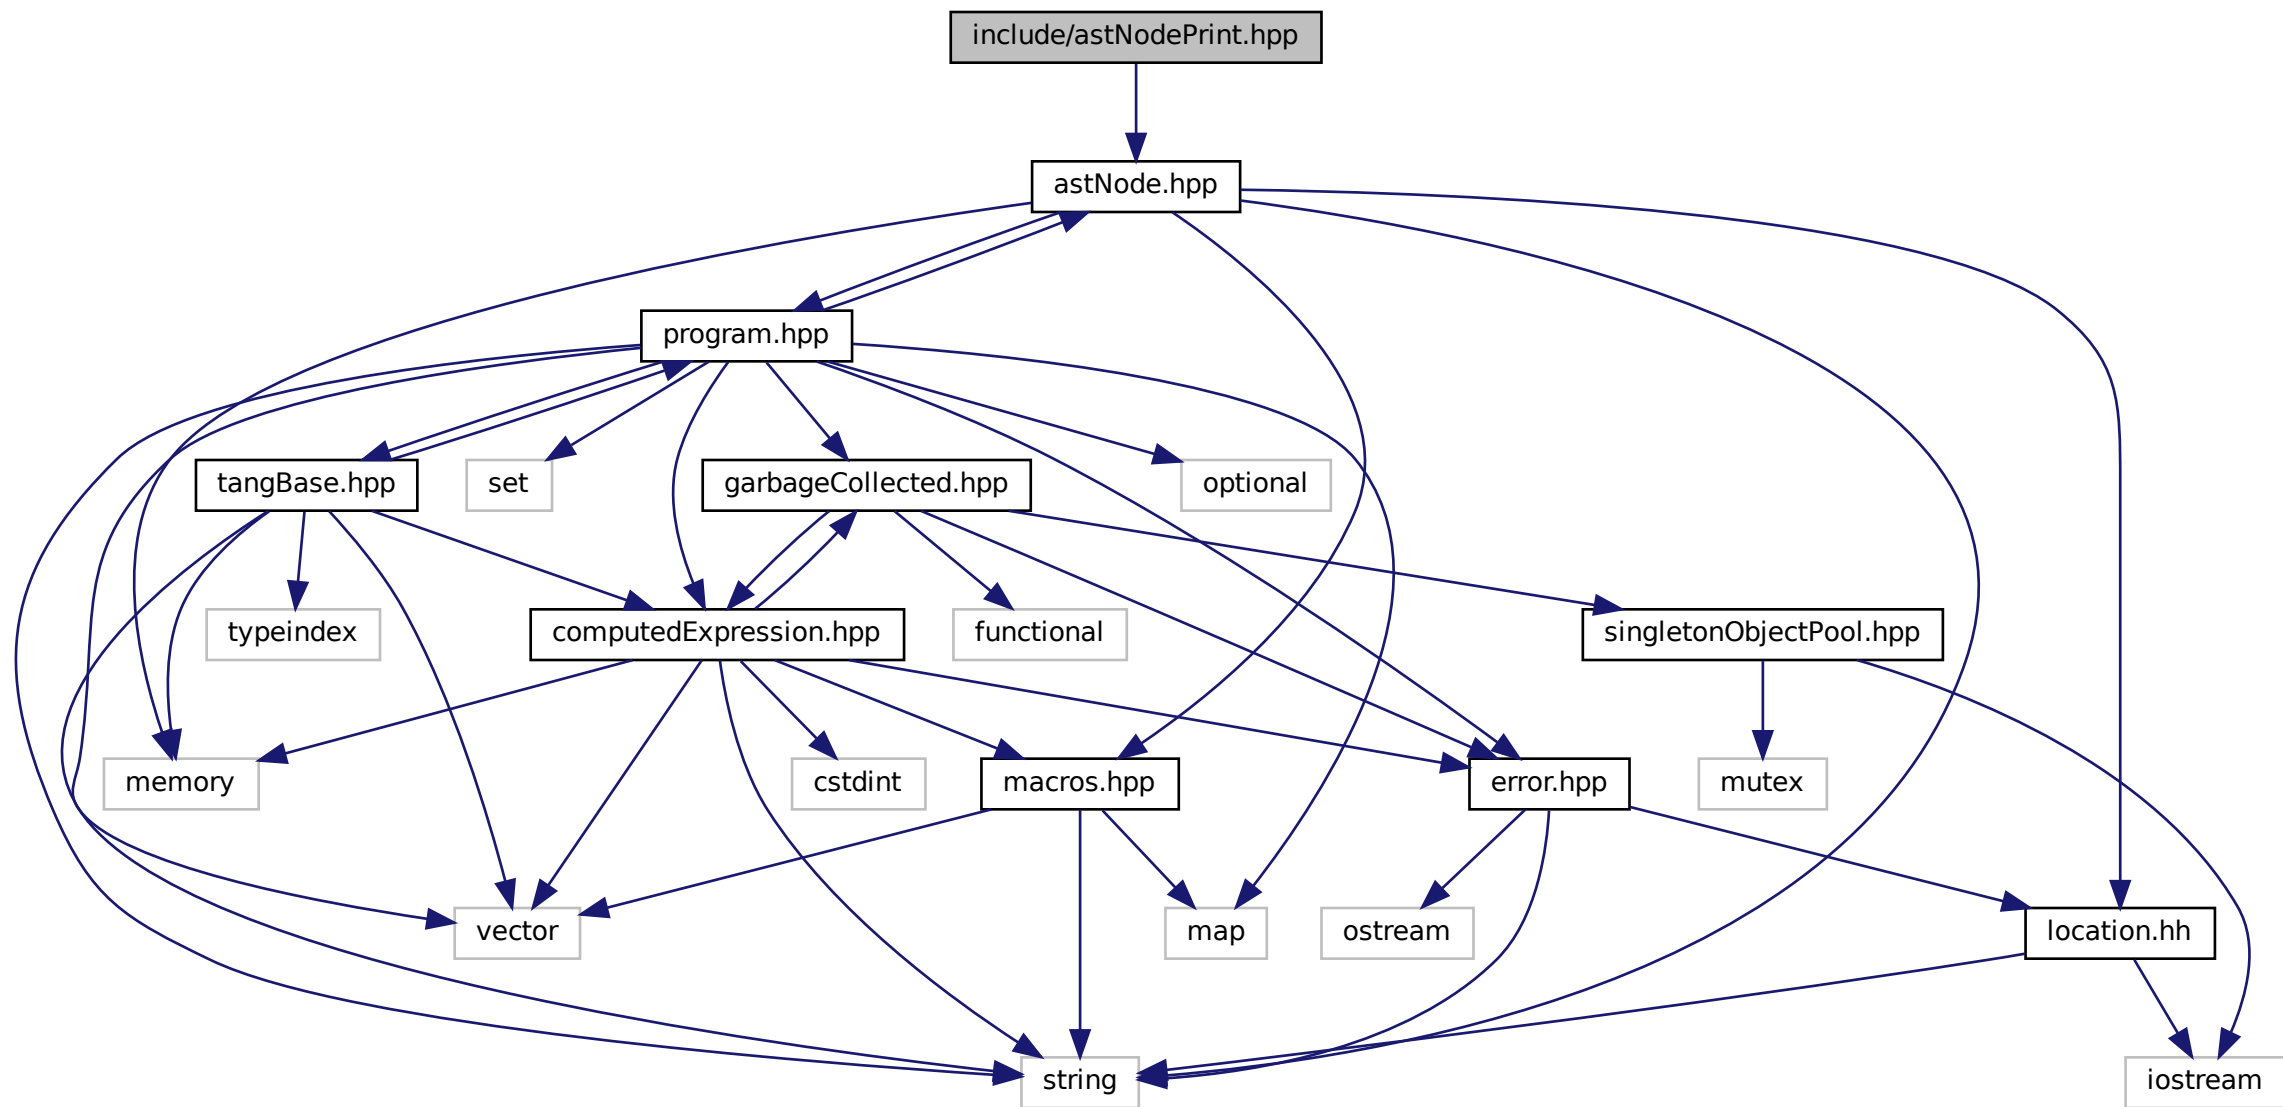 include/astNodePrint.hpp
astNode.hpp
program.hpp
tangBase.hpp
set
garbageCollected.hpp
optional
typeindex
computedExpression.hpp
functional
singletonObjectPool.hpp
memory
cstdint
macros.hpp
error.hpp
mutex
vector
map
ostream
location.hh
string
iostream